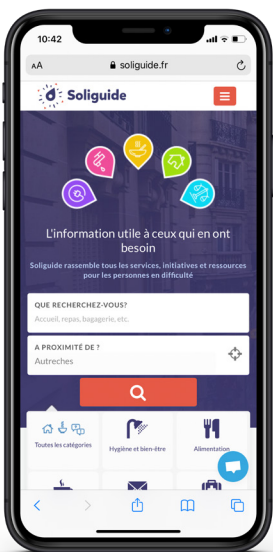 10:42
AA
soliguide.fr
Soliguide
L'information utile à ceux qui en ont
besoin
Soliguide rassemble tous les services, initiatives et ressources
pour les personnes en difficulté
QUE RECHERCHEZ-VOUS?
Accueil, repas, bagagerie, etc.
A PROXIMITÉ DE ?
Autreches
Toutes les catégories
Hygiène et bien-être
Alimentation